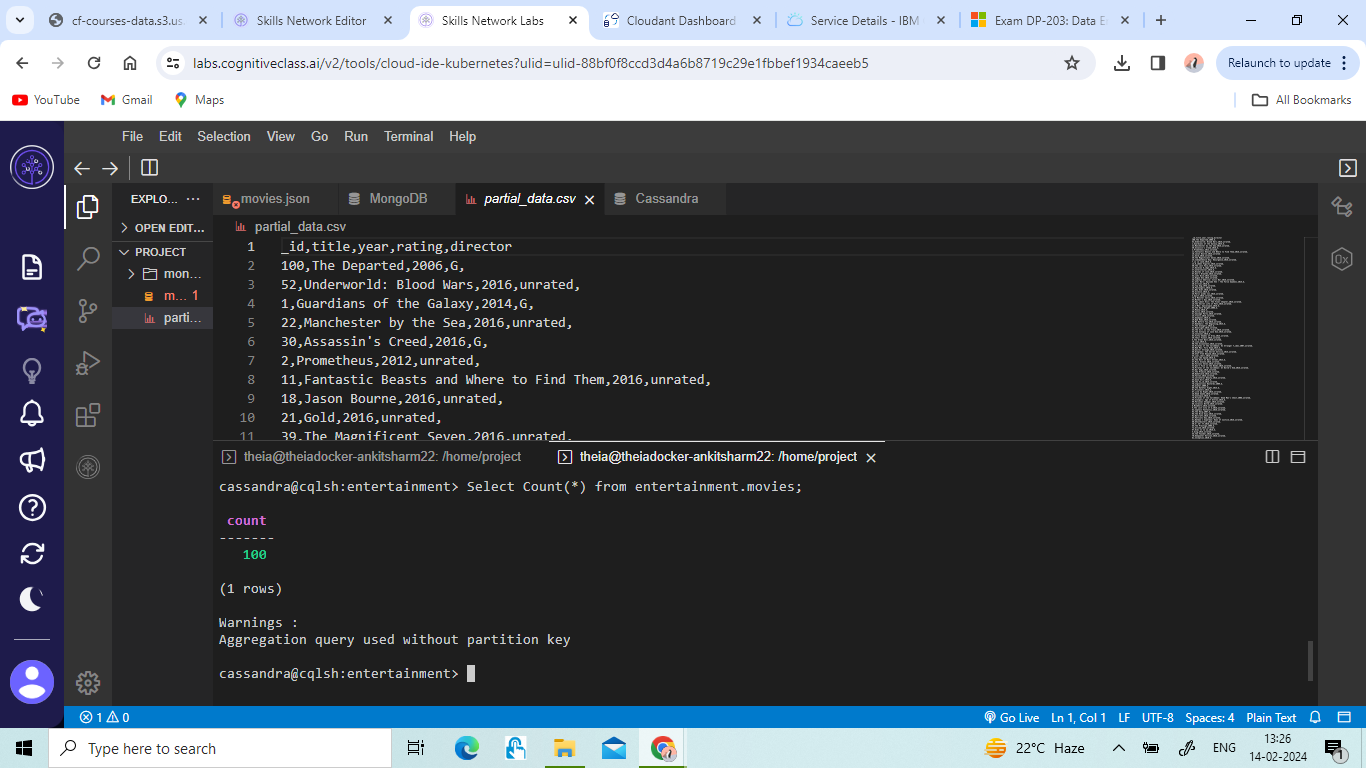 cf-courses-data.s3.us.
Skills Network Editor
Skills Network Labs
Cloudant Dashboard
Service Details - IBM
Exam DP-203: Data E
labs.cognitiveclass.ai/v2/tools/cloud-ide-kubernetes?ulid=ulid-88bf0f8ccd3d4a6b8719c29e1fbbef1934caeeb5
Relaunch to update
YouTube
Gmail
Maps
All Bookmarks
File Edit Selection View Go Run Terminal Help
EXPLO...
movies.json
MongoDB
partial_data.csv
Cassandra
OPEN EDIT...
PROJECT
mon...
m... 1
parti...
partial_data.csv
1 _id,title,year,rating,director
2 100,The Departed,2006,G,
3 52,Underworld: Blood Wars,2016,unrated,
4 1,Guardians of the Galaxy,2014,G,
5 22,Manchester by the Sea,2016,unrated,
6 30,Assassin's Creed,2016,G,
7 2,Prometheus,2012,unrated,
8 11,Fantastic Beasts and Where to Find Them,2016,unrated,
9 18,Jason Bourne,2016,unrated,
10 21,Gold,2016,unrated,
11 39,The Magnificent Seven,2016,unrated,
theia@theiadocker-ankitsharm22: /home/project
theia@theiadocker-ankitsharm22: /home/project
cassandra@cqlsh:entertainment> Select Count(*) from entertainment.movies;
count
-------
100
(1 rows)
Warnings :
Aggregation query used without partition key
cassandra@cqlsh:entertainment>
0x
1 0
Go Live
Ln 1, Col 1
LF
UTF-8
Spaces: 4
Plain Text
Type here to search
22°C Haze
ENG
13:26
14-02-2024
1